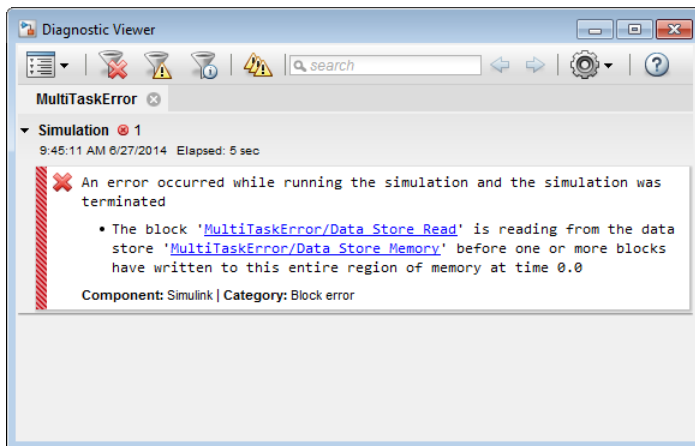 Diagnostic Viewer
search
MultiTaskError
Simulation 1
9:45:11 AM 6/27/2014 Elapsed: 5 sec
An error occurred while running the simulation and the simulation was
terminated
• The block 'MultiTaskError/Data Store Read' is reading from the data
store 'MultiTaskError/Data Store Memory' before one or more blocks
have written to this entire region of memory at time 0.0
Component: Simulink | Category: Block error